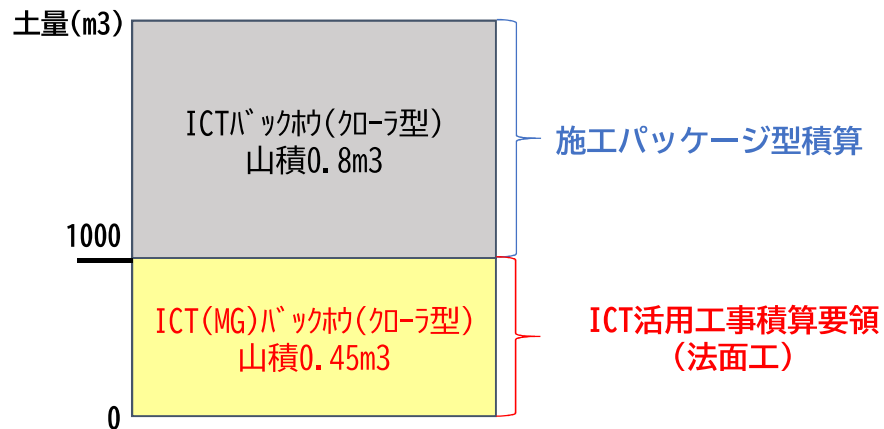 土量(m3)
ICTﾊﾞｯｸﾎｳ(ｸﾛｰﾗ型)
山積0.8m3
施工パッケージ型積算
1000
ICT(MG)ﾊﾞｯｸﾎｳ(ｸﾛｰﾗ型)
山積0.45m3
ICT活用工事積算要領
(法面工)
0